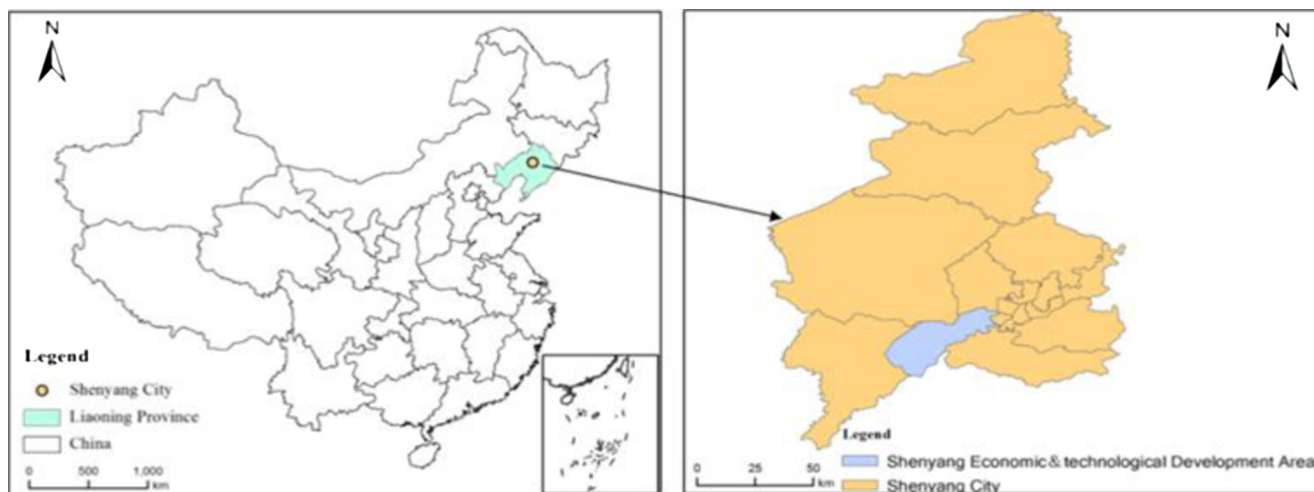 N
Legend
Shenyang City
Liaoning Province
China
0 500 1,000
km
N
Legend
Shenyang Economic& technological Development Area
Shenyang City
0 25 50
km